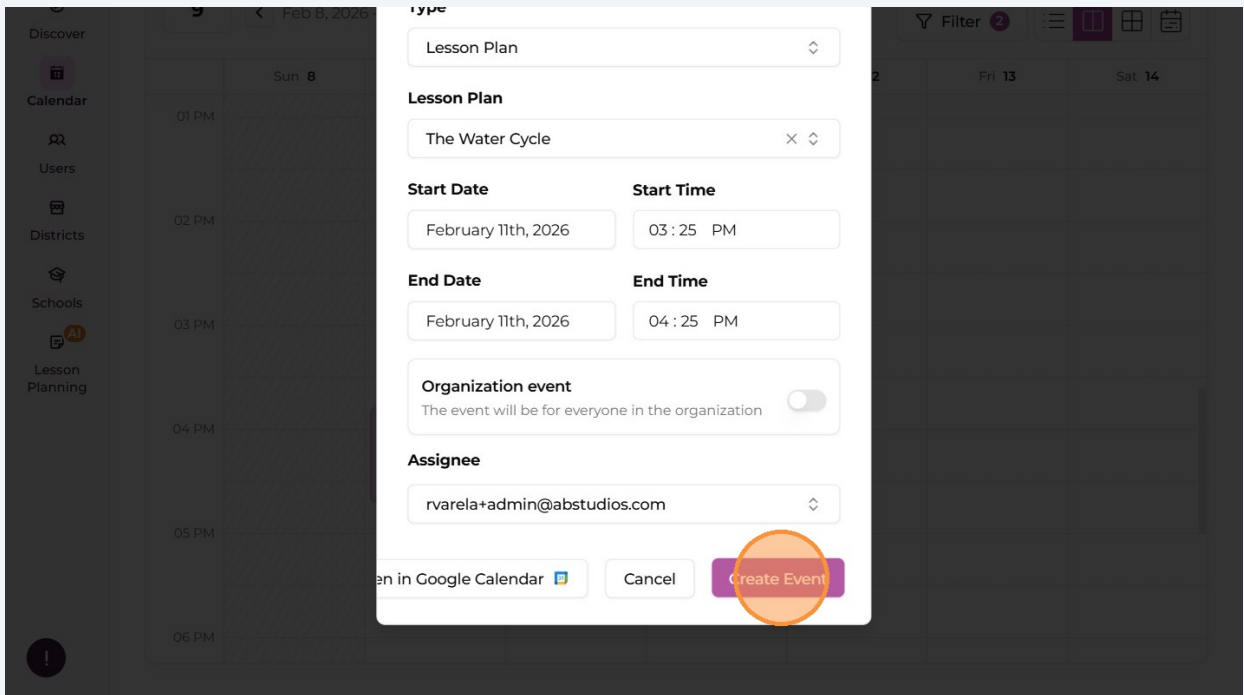 Discover
Calendar
Users
Districts
Schools
AI
Lesson
Planning
9
Feb 8, 2026
Filter 2
Sun 8
2
Fri 13
Sat 14
01 PM
02 PM
03 PM
04 PM
05 PM
06 PM
Type
Lesson Plan
Lesson Plan
The Water Cycle
Start Date
Start Time
February 11th, 2026
03 : 25 PM
End Date
End Time
February 11th, 2026
04 : 25 PM
Organization event
The event will be for everyone in the organization
Assignee
rvarela+admin@abstudios.com
en in Google Calendar
Cancel
Create Event
!